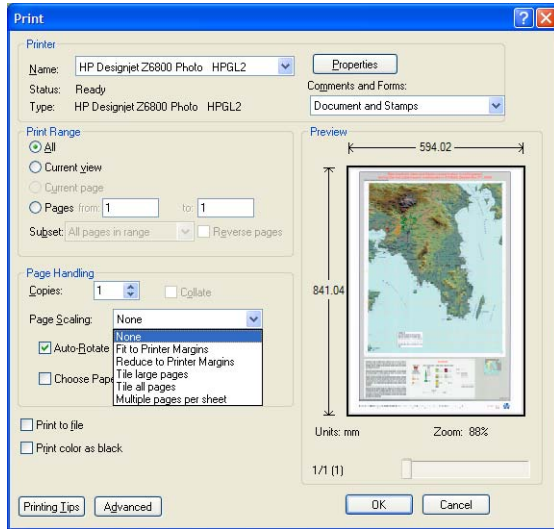 Print
Printer
Name: HP Designjet Z6800 Photo HPGL2
Properties
Status: Ready
Comments and Forms:
Type: HP Designjet Z6800 Photo HPGL2
Document and Stamps
Print Range
All
Current view
Current page
Pages from: 1 to: 1
Subset: All pages in range
Reverse pages
Page Handling
Copies: 1
Collate
Page Scaling: None
None
Fit to Printer Margins
Reduce to Printer Margins
Tile large pages
Tile all pages
Multiple pages per sheet
Auto-Rotate
Print to file
Print color as black
Preview
594.02
841.04
Units: mm Zoom: 88%
1/1 (1)
Printing Tips
Advanced
OK
Cancel